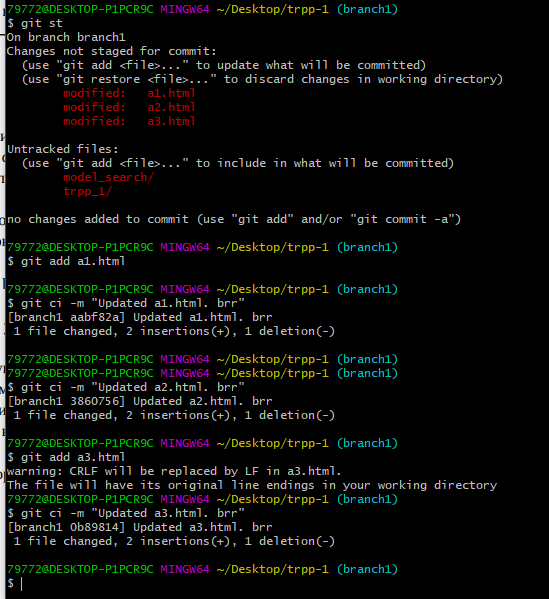 79772@DESKTOP-P1PCR9C MINGW64 ~/Desktop/trpp-1 (branch1)
$ git st
On branch branch1
Changes not staged for commit:
  (use "git add <file>..." to update what will be committed)
  (use "git restore <file>..." to discard changes in working directory)
        modified:   a1.html
        modified:   a2.html
        modified:   a3.html

Untracked files:
  (use "git add <file>..." to include in what will be committed)
        model_search/
        trpp_1/

no changes added to commit (use "git add" and/or "git commit -a")

79772@DESKTOP-P1PCR9C MINGW64 ~/Desktop/trpp-1 (branch1)
$ git add a1.html

79772@DESKTOP-P1PCR9C MINGW64 ~/Desktop/trpp-1 (branch1)
$ git ci -m "Updated a1.html. brr"
[branch1 aabf82a] Updated a1.html. brr
 1 file changed, 2 insertions(+), 1 deletion(-)

79772@DESKTOP-P1PCR9C MINGW64 ~/Desktop/trpp-1 (branch1)
79772@DESKTOP-P1PCR9C MINGW64 ~/Desktop/trpp-1 (branch1)
$ git ci -m "Updated a2.html. brr"
[branch1 3860756] Updated a2.html. brr
 1 file changed, 2 insertions(+), 1 deletion(-)

79772@DESKTOP-P1PCR9C MINGW64 ~/Desktop/trpp-1 (branch1)
$ git add a3.html
warning: CRLF will be replaced by LF in a3.html.
The file will have its original line endings in your working directory
79772@DESKTOP-P1PCR9C MINGW64 ~/Desktop/trpp-1 (branch1)
$ git ci -m "Updated a3.html. brr"
[branch1 0b89814] Updated a3.html. brr
 1 file changed, 2 insertions(+), 1 deletion(-)

79772@DESKTOP-P1PCR9C MINGW64 ~/Desktop/trpp-1 (branch1)
$